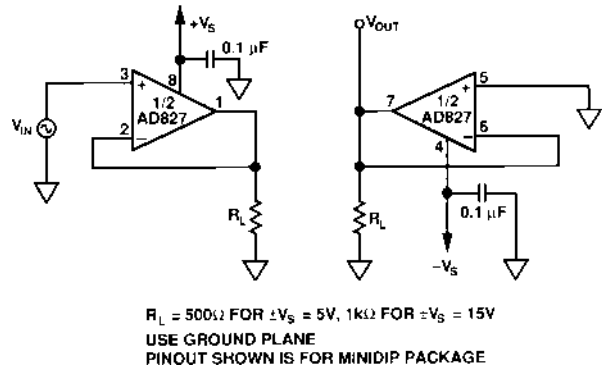 +VS
0.1 µF
3
+
8
1/2
AD827
1
2
−
VIN
RL
VOUT
7
1/2
AD827
5
+
6
−
4
0.1 µF
RL
−VS
RL = 500Ω FOR ±VS = 5V, 1kΩ FOR ±VS = 15V
USE GROUND PLANE
PINOUT SHOWN IS FOR MINIDIP PACKAGE